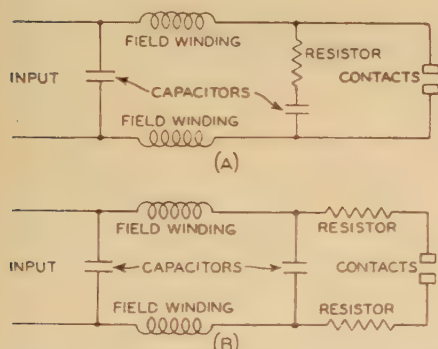 FIELD WINDING
RESISTOR
INPUT
CONTACTS
CAPACITORS
FIELD WINDING
(A)
FIELD WINDING
RESISTOR
INPUT
CAPACITORS
CONTACTS
FIELD WINDING
RESISTOR
(B)